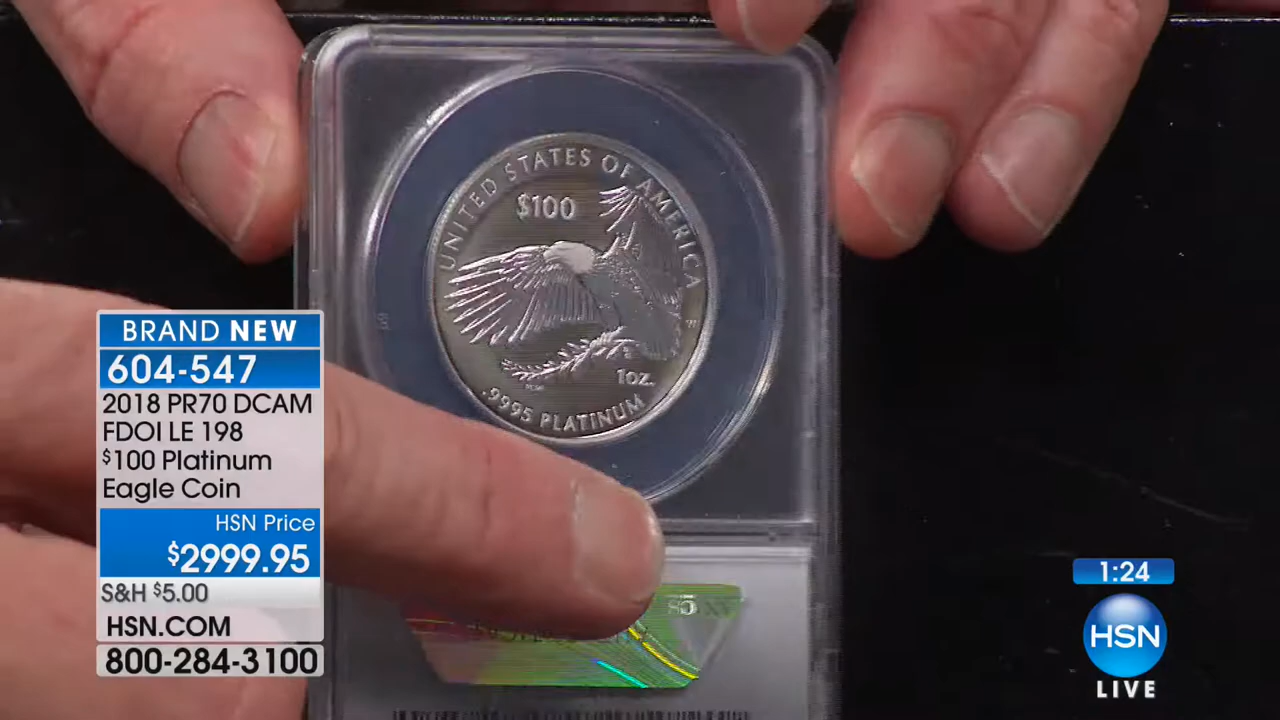 UNITED STATES OF AMERICA
$100
1oz.
.9995 PLATINUM
W
BRAND NEW
604-547
2018 PR70 DCAM
FDOI LE 198
$100 Platinum
Eagle Coin
HSN Price
$2999.95
S&H $5.00
HSN.COM
800-284-3100
1:24
HSN
LIVE